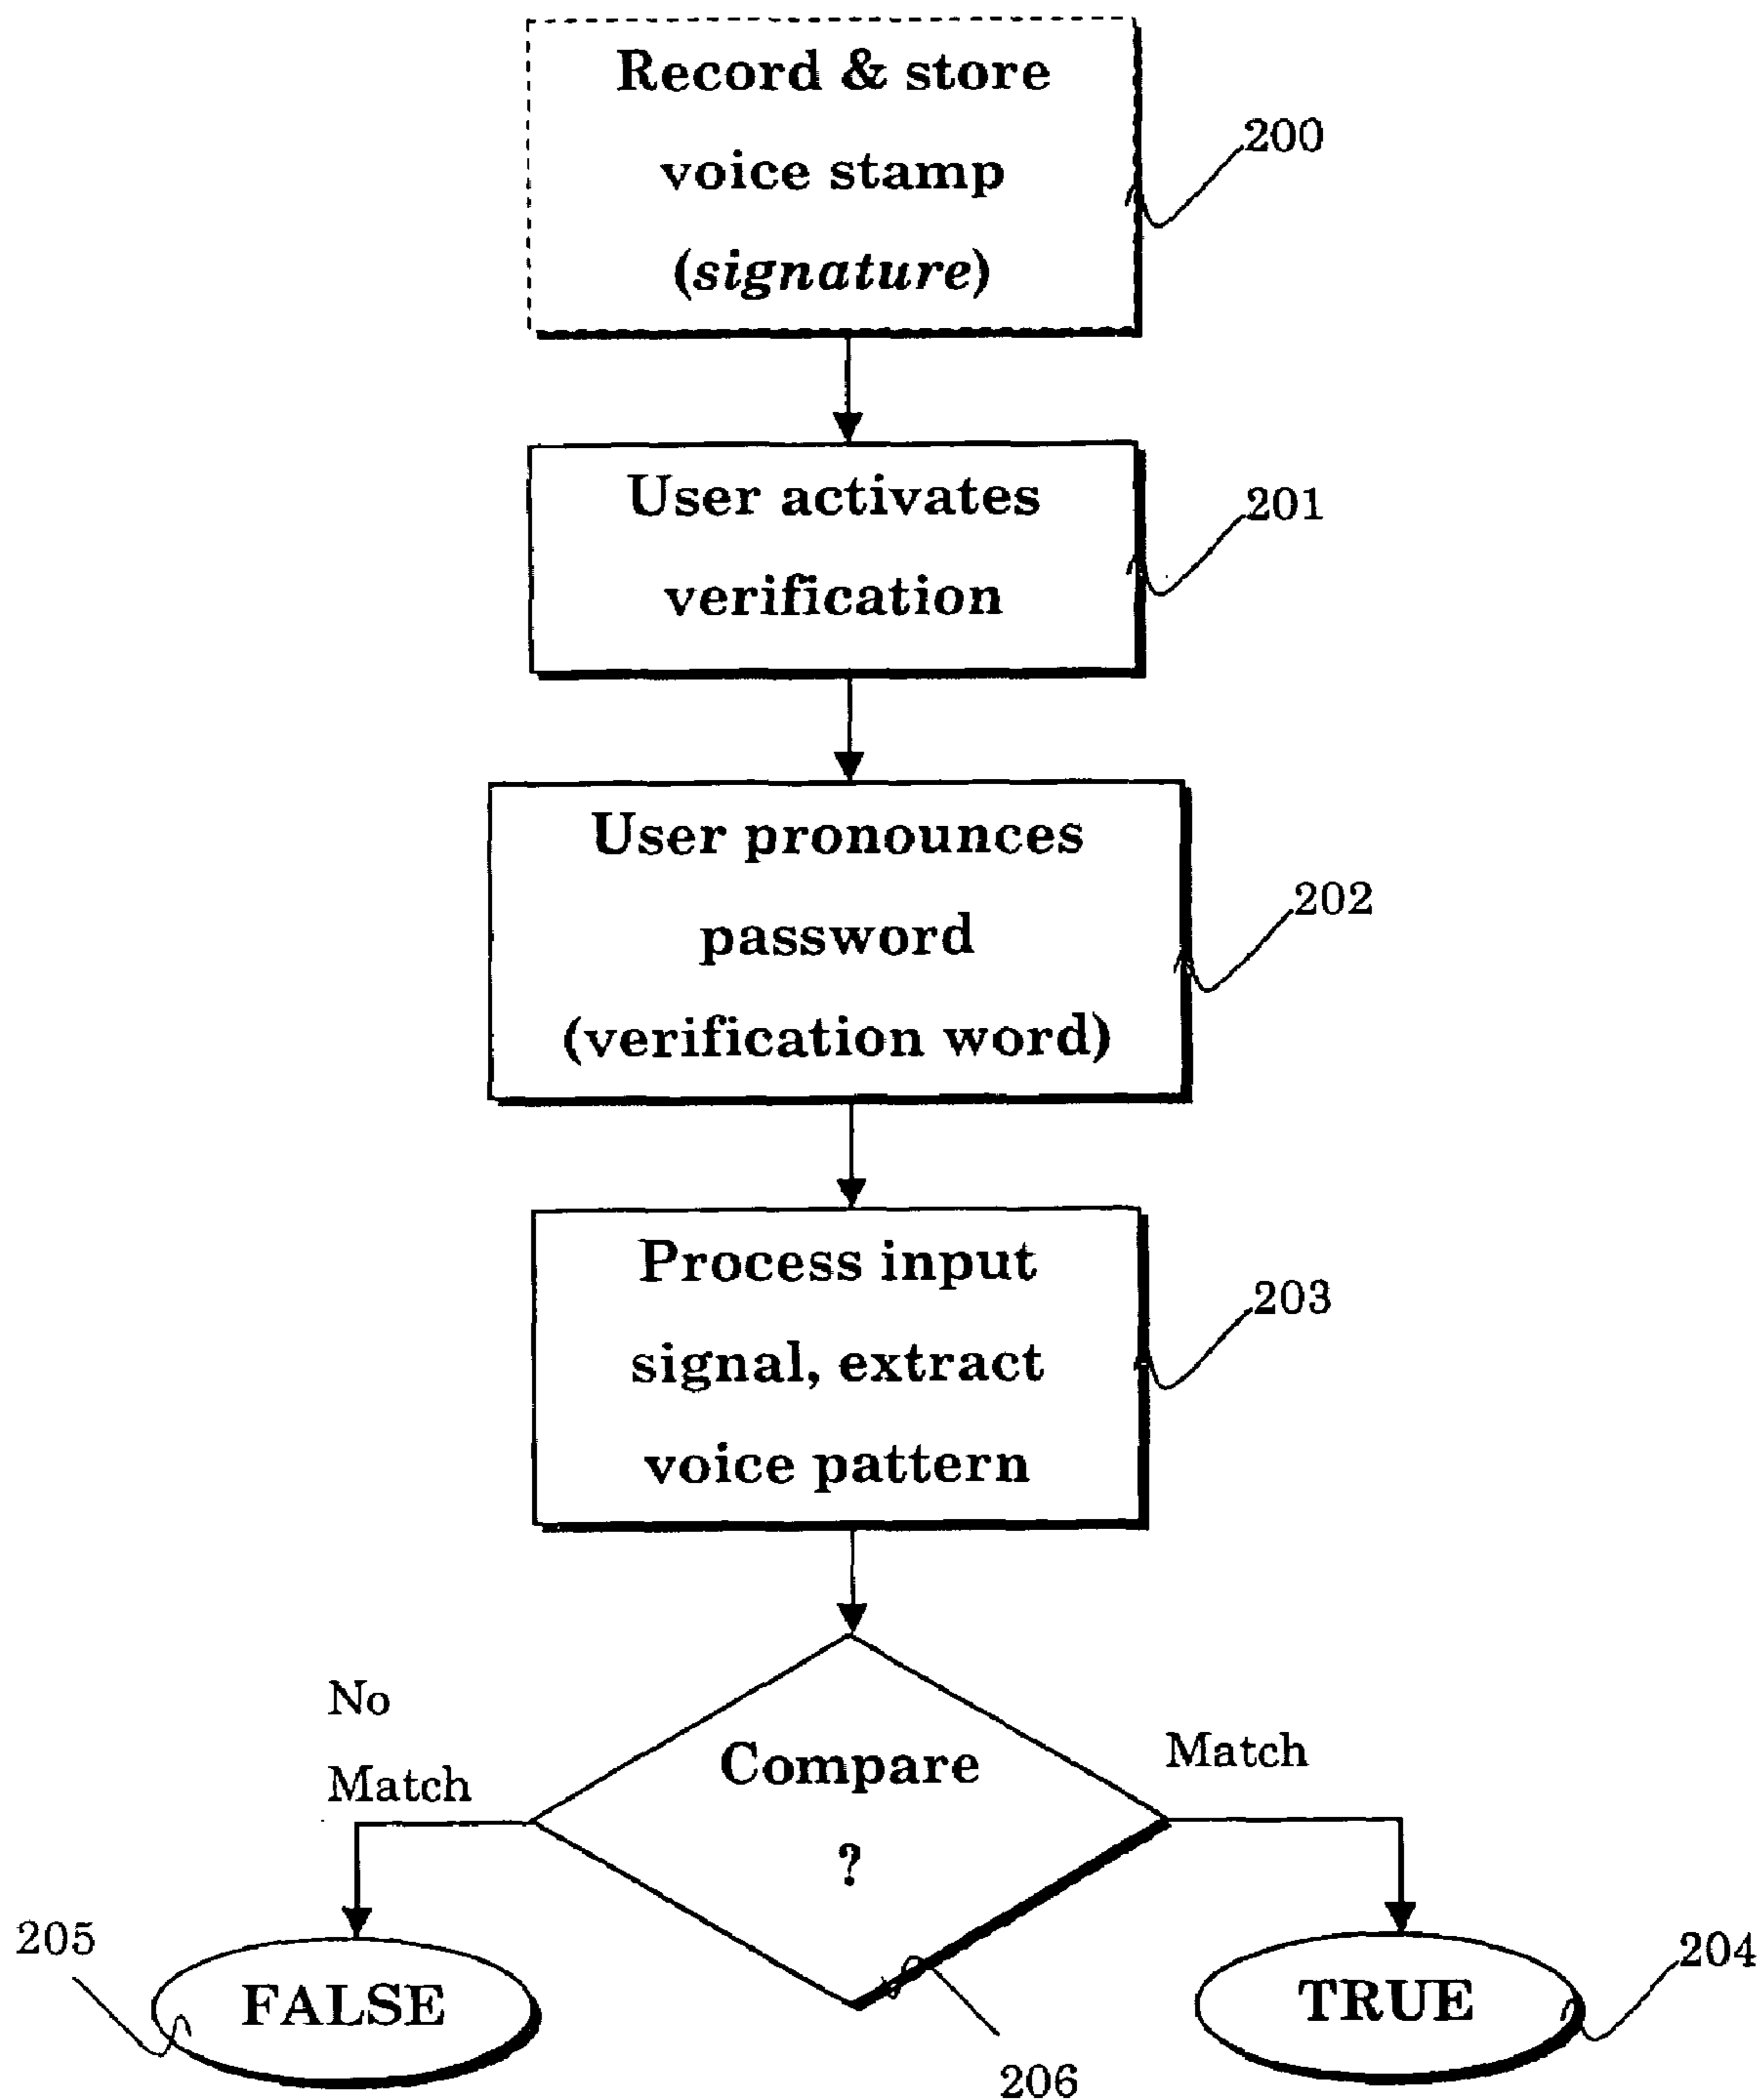 Record & store
voice stamp
(signature)
200
User activates
verification
201
User pronounces
password
(verification word)
202
Process input
signal, extract
voice pattern
203
No
Match
Compare
?
Match
205
FALSE
206
TRUE
204